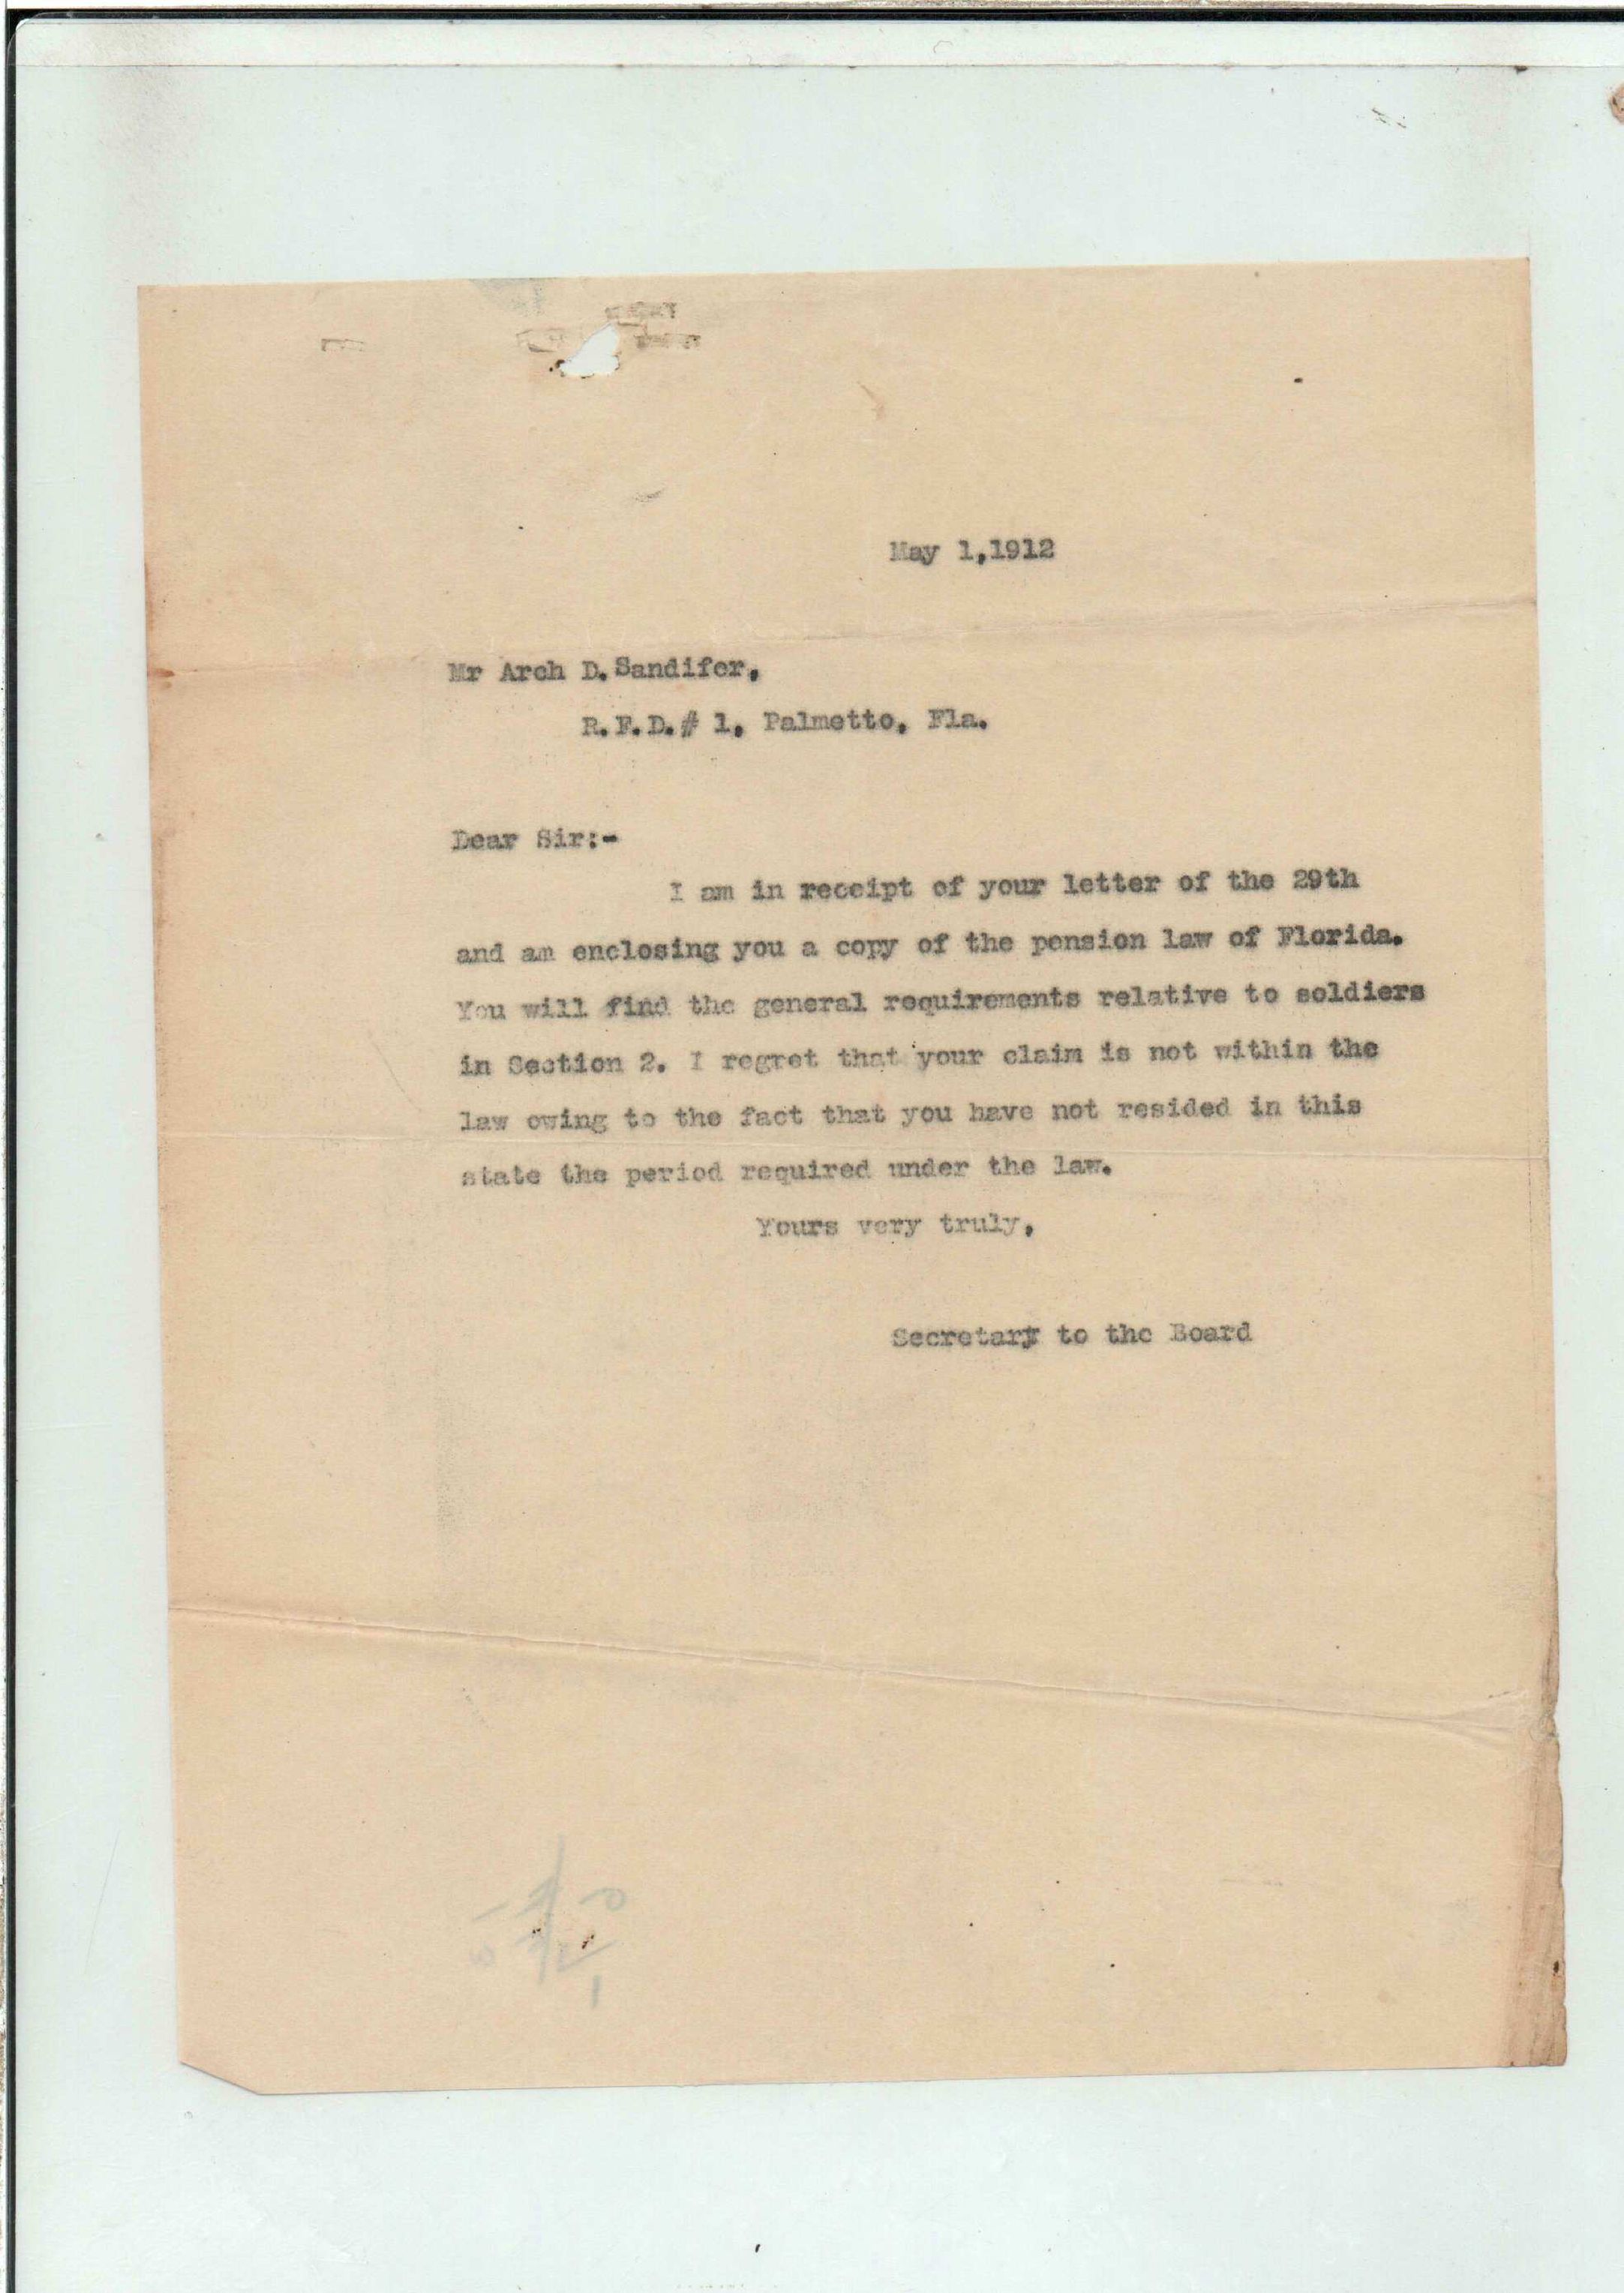 May 1,1912
Mr Arch D. Sandifer,
R.F.D.# 1, Palmetto, Fla.
Dear Sir:-
I am in receipt of your letter of the 29th
and am enclosing you a copy of the pension law of Florida.
You will find the general requirements relative to soldiers
in Section 2. I regret that your claim is not within the
law owing to the fact that you have not resided in this
state the period required under the law.
Yours very truly,
Secretary to the Board